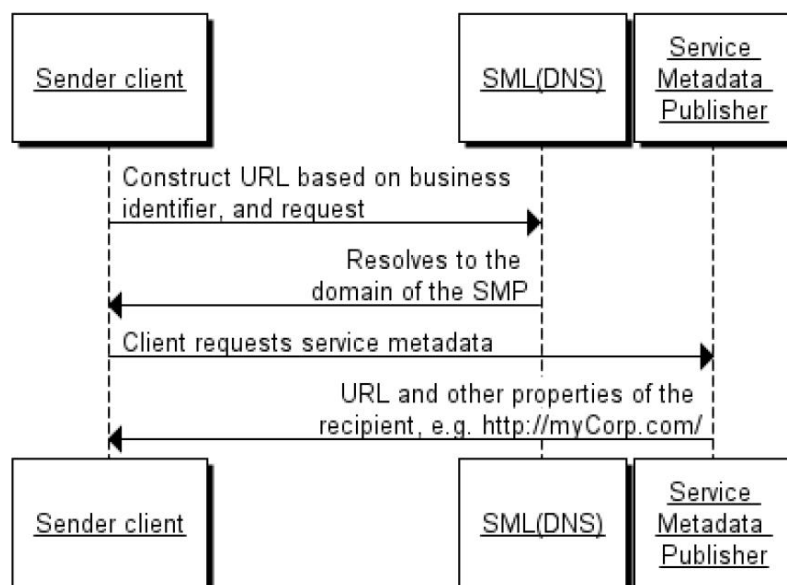 Sender client
SML(DNS)
Service
Metadata
Publisher
Construct URL based on business
identifier, and request
Resolves to the
domain of the SMP
Client requests service metadata
URL and other properties of the
recipient, e.g. http://myCorp.com/
Sender client
SML(DNS)
Service
Metadata
Publisher